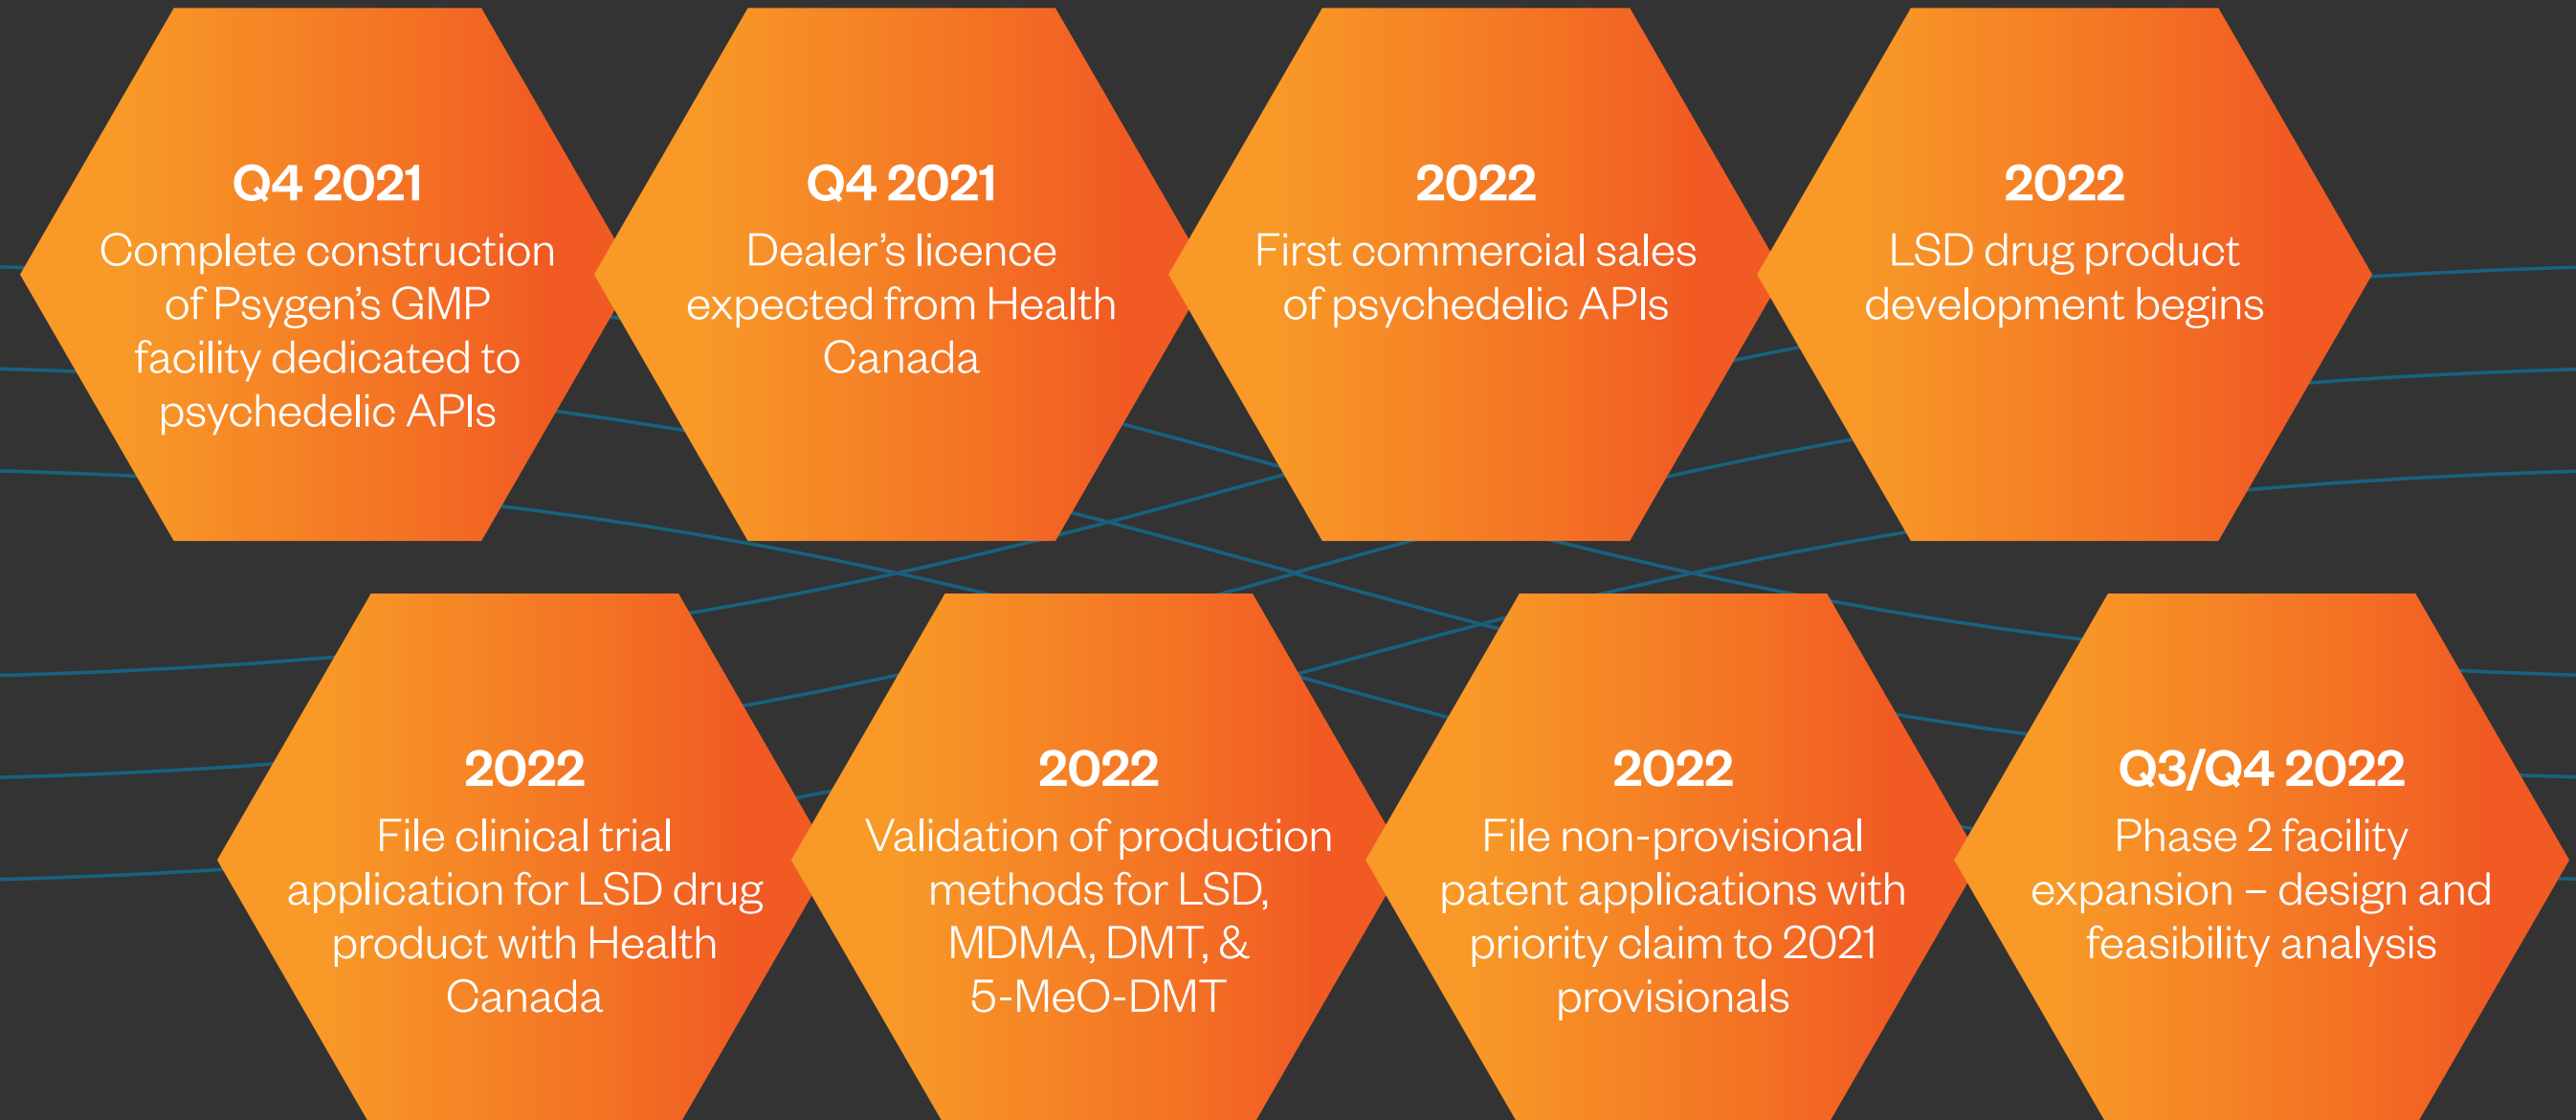 Q4 2021
Complete construction
of Psygen’s GMP
facility dedicated to
psychedelic APIs
Q4 2021
Dealer’s licence
expected from Health
Canada
2022
First commercial sales
of psychedelic APIs
2022
LSD drug product
development begins
2022
File clinical trial
application for LSD drug
product with Health
Canada
2022
Validation of production
methods for LSD,
MDMA, DMT, &
5-MeO-DMT
2022
File non-provisional
patent applications with
priority claim to 2021
provisionals
Q3/Q4 2022
Phase 2 facility
expansion – design and
feasibility analysis